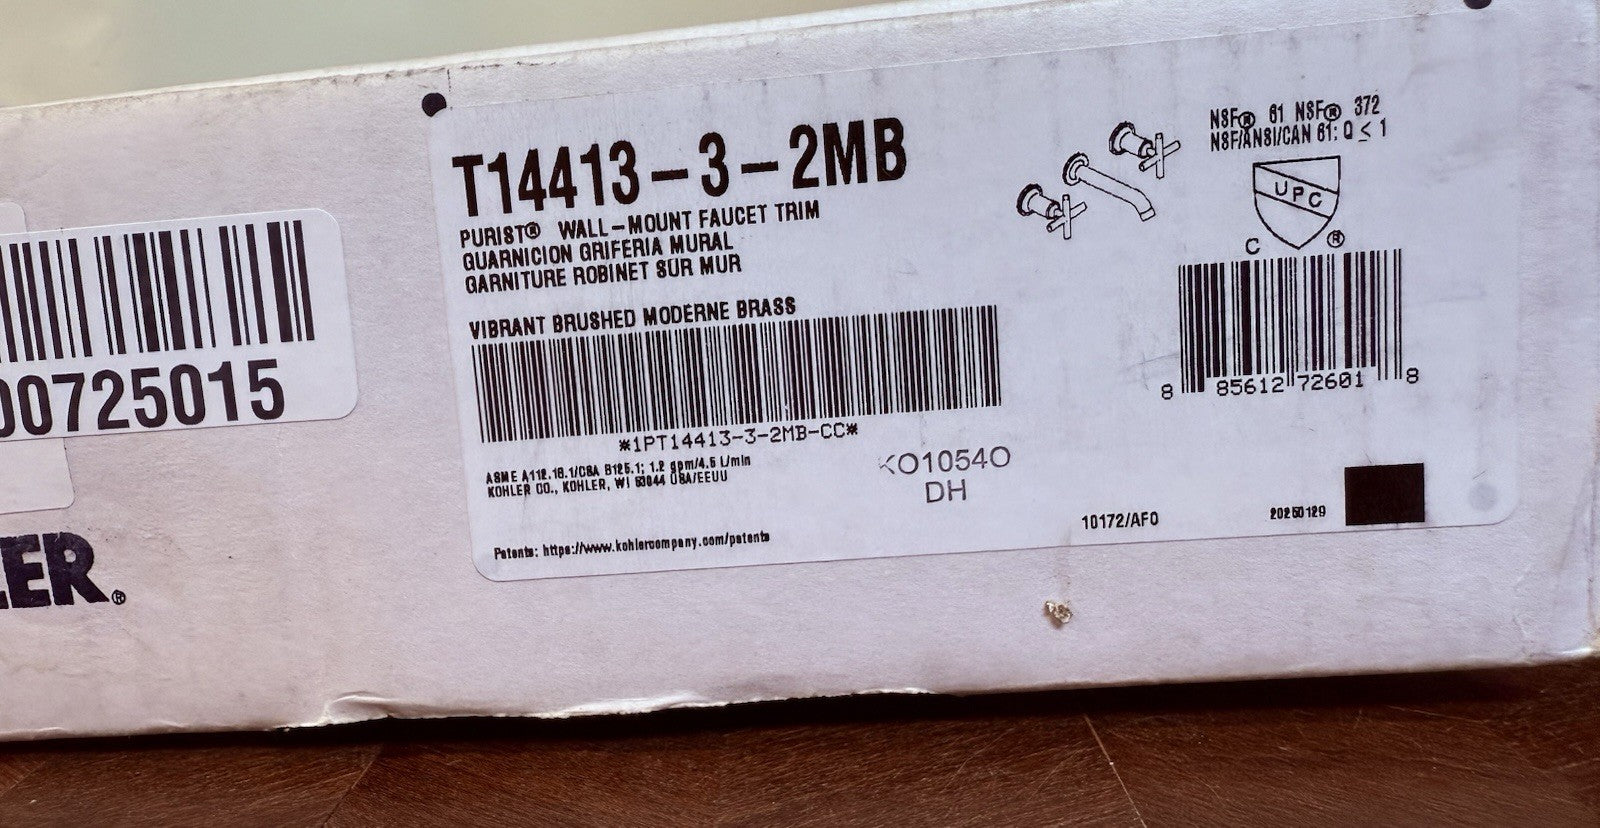 T14413-3-2MB
PURIST® WALL-MOUNT FAUCET TRIM
GUARNICION GRIFERIA MURAL
GARNITURE ROBINET SUR MUR
VIBRANT BRUSHED MODERNE BRASS
*1PT14413-3-2MB-CC*
ASME A112.18.1/CSA B125.1; 1.2 gpm/4.5 L/min
KOHLER CO., KOHLER, WI 53044 USA/EEUU
KO10540
DH
Patents: https://www.kohlercompany.com/patents
NSF® 61 NSF® 372
NSF/ANSI/CAN 61: Q ≤ 1
UPC
C ®
8 85612 72601 8
10172/AF0
20250129
00725015
LER®